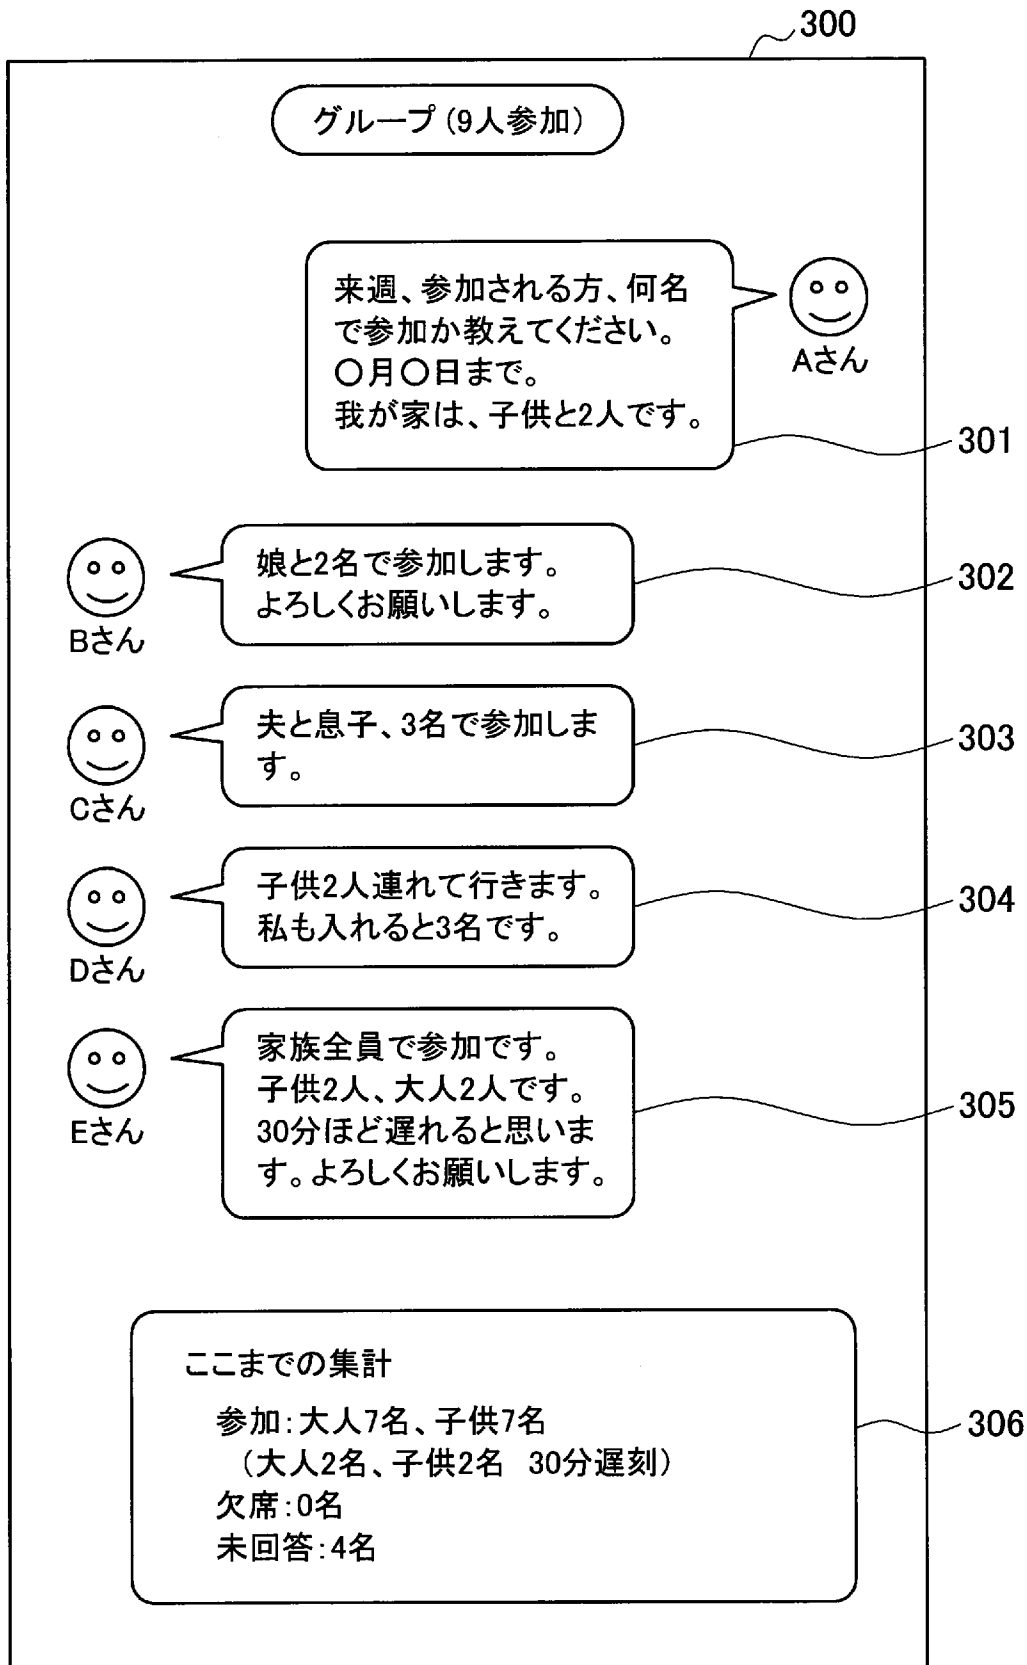 300
グループ(9人参加)
来週、参加される方、何名
で参加か教えてください。
〇月〇日まで。
我が家は、子供と2人です。
Aさん
301
娘と2名で参加します。
よろしくお願いします。
Bさん
302
夫と息子、3名で参加しま
す。
Cさん
303
子供2人連れて行きます。
私も入れると3名です。
Dさん
304
家族全員で参加です。
子供2人、大人2人です。
30分ほど遅れると思いま
す。よろしくお願いします。
Eさん
305
ここまでの集計
参加:大人7名、子供7名
(大人2名、子供2名 30分遅刻)
欠席:0名
未回答:4名
306